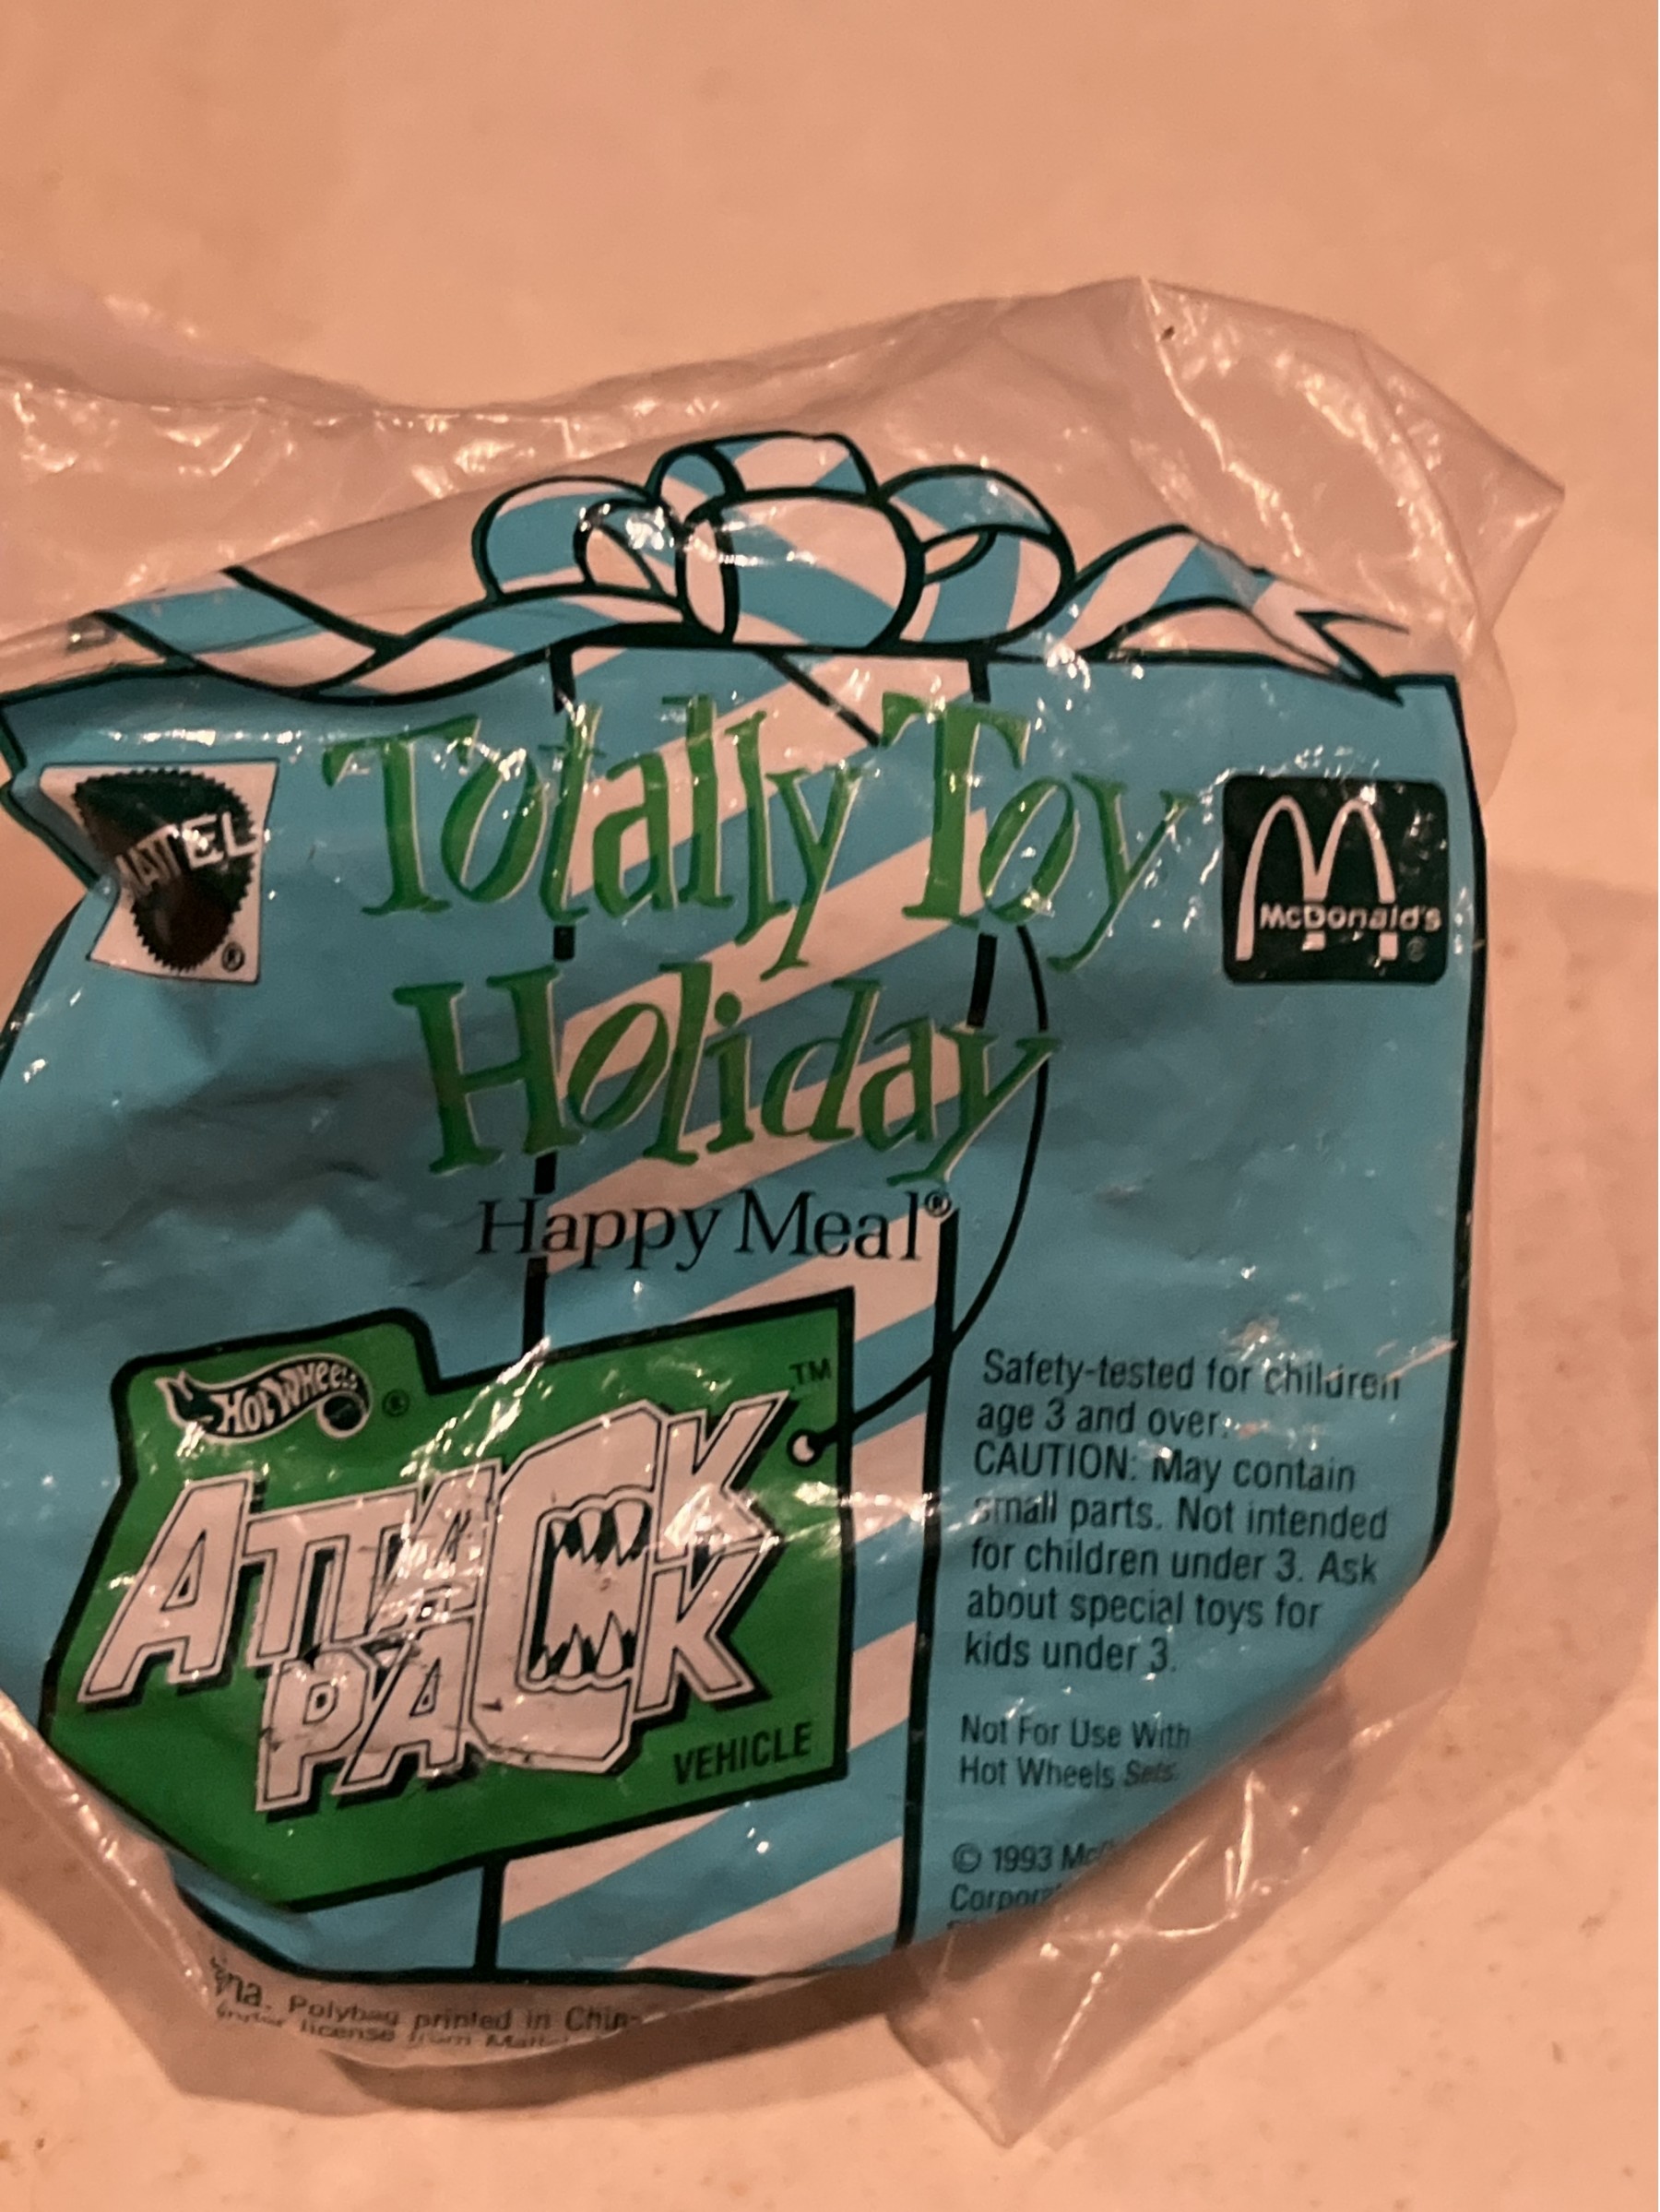 Totally Toy
Holiday
Happy Meal®
MATTEL
®
McDonald's
®
HOT WHEELS ®
ATTACK
PACK
TM
VEHICLE
Safety-tested for children
age 3 and over.
CAUTION: May contain
small parts. Not intended
for children under 3. Ask
about special toys for
kids under 3.
Not For Use With
Hot Wheels Sets.
© 1993
Polybag printed in
license from